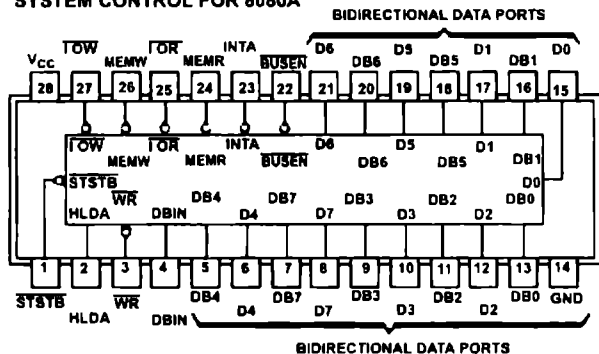 SYSTEM CONTROL FOR 8080A
BIDIRECTIONAL DATA PORTS
VCC IOW MEMW IOR MEMR INTA BUSEN D6 DB6 D5 DB5 D1 DB1 D0
28 27 26 25 24 23 22 21 20 19 18 17 16 15
IOW MEMW IOR MEMR INTA BUSEN D6 DB6 D5 DB5 D1 DB1
D0
STSTB
HLDA WR DBIN DB4 D4 DB7 D7 DB3 D3 DB2 D2 DB0
1 2 3 4 5 6 7 8 9 10 11 12 13 14
STSTB HLDA WR DBIN DB4 D4 DB7 D7 DB3 D3 DB2 D2 DB0 GND
BIDIRECTIONAL DATA PORTS